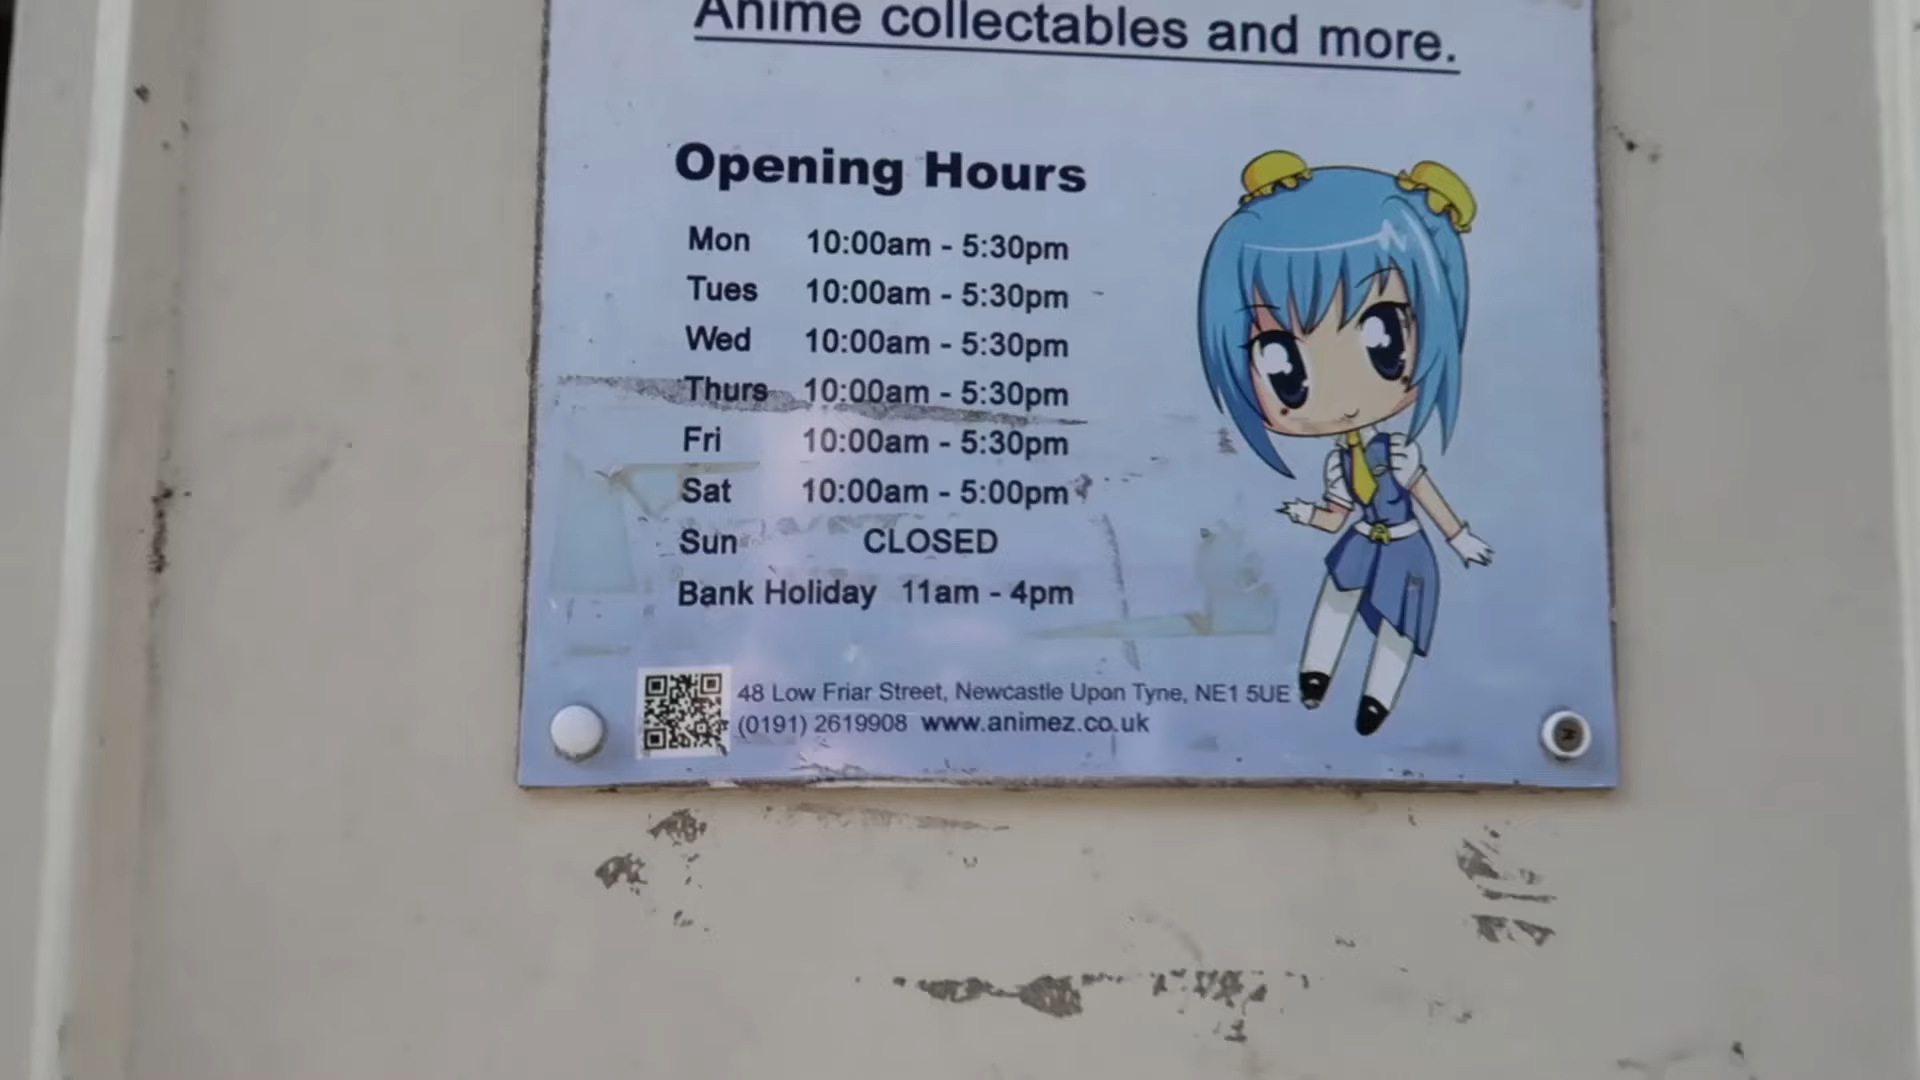 Anime collectables and more.
Opening Hours
Mon 10:00am - 5:30pm
Tues 10:00am - 5:30pm
Wed 10:00am - 5:30pm
Thurs 10:00am - 5:30pm
Fri 10:00am - 5:30pm
Sat 10:00am - 5:00pm
Sun CLOSED
Bank Holiday 11am - 4pm
48 Low Friar Street, Newcastle Upon Tyne, NE1 5UE
(0191) 2619908 www.animez.co.uk